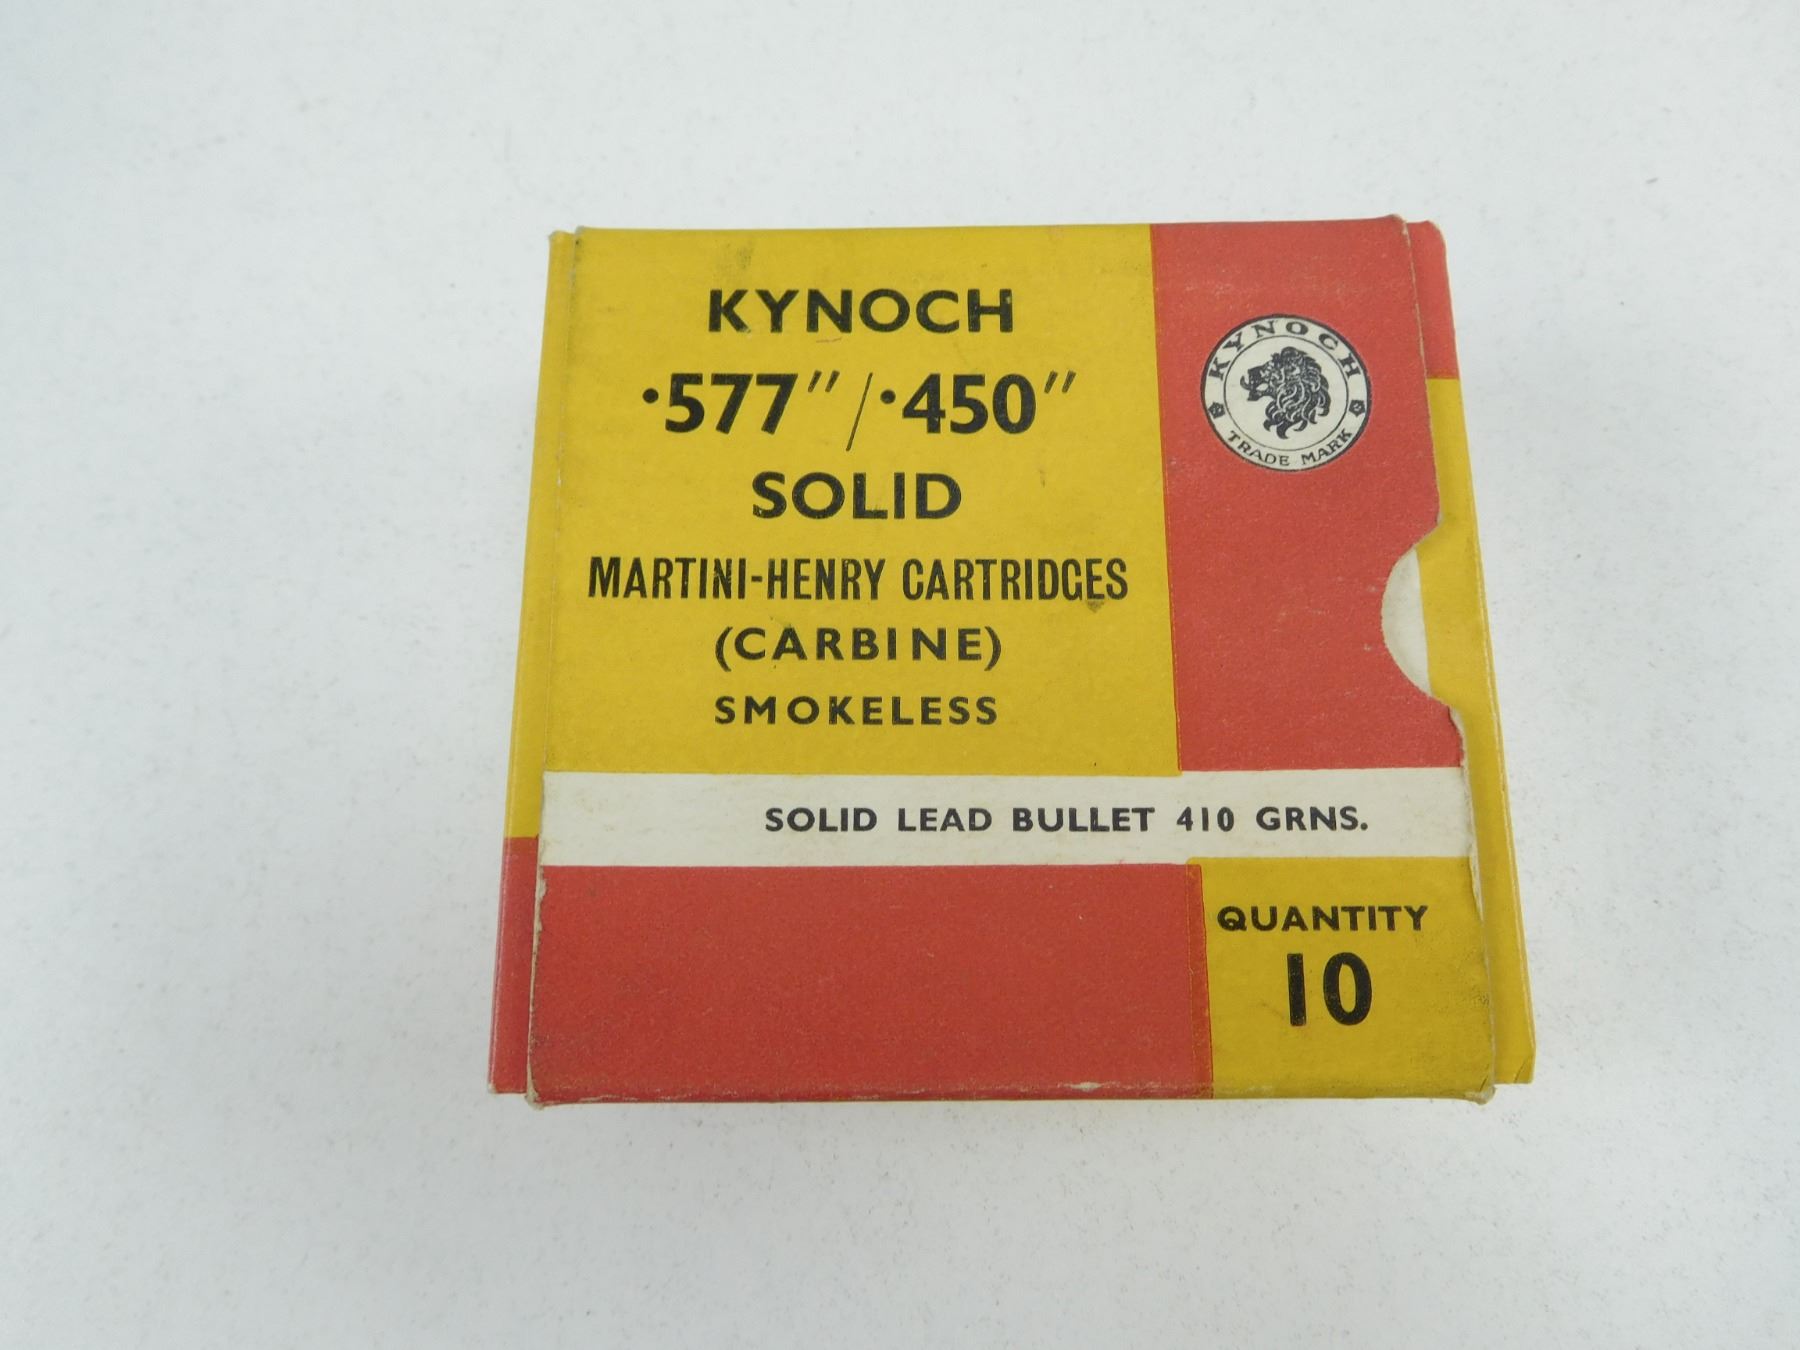 KYNOCH
·577"/·450"
SOLID
MARTINI-HENRY CARTRIDGES
(CARBINE)
SMOKELESS
KYNOCH
TRADE MARK
SOLID LEAD BULLET 410 GRNS.
QUANTITY
10